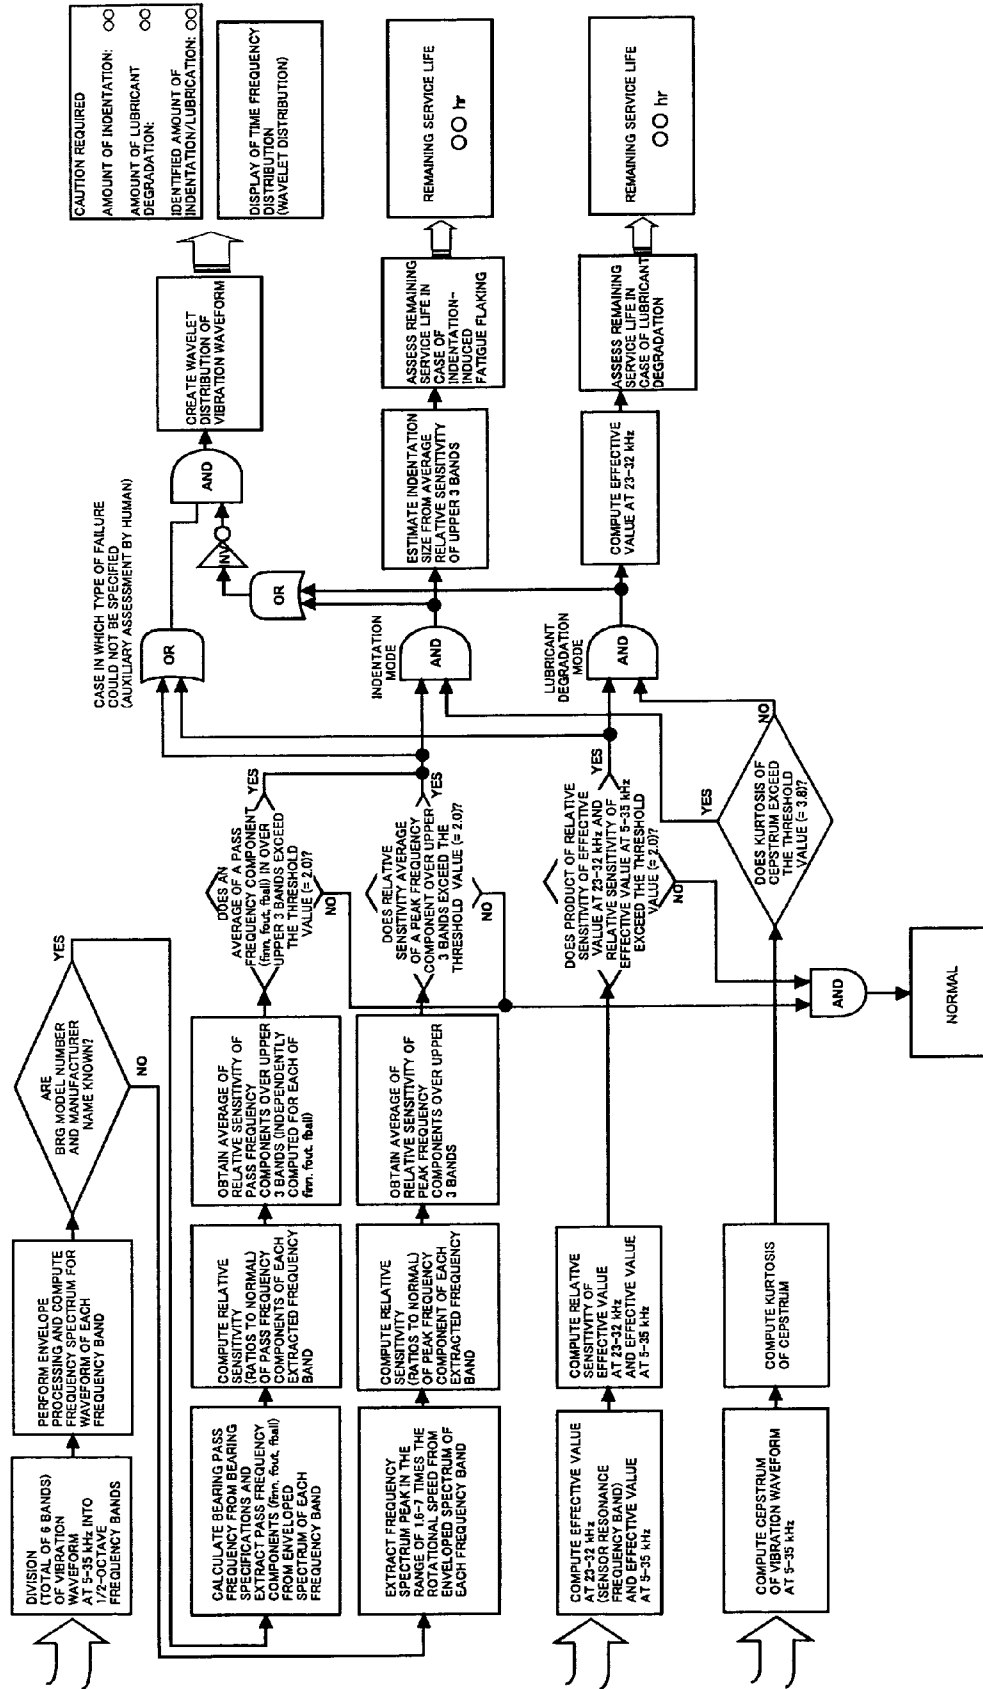 DIVISION
(TOTAL OF 6 BANDS)
OF VIBRATION
WAVEFORM
AT 5-35 kHz INTO
1/2-OCTAVE
FREQUENCY BANDS
PERFORM ENVELOPE
PROCESSING AND COMPUTE
FREQUENCY SPECTRUM FOR
WAVEFORM OF EACH
FREQUENCY BAND
ARE
BRG MODEL NUMBER
AND MANUFACTURER
NAME KNOWN?
YES
NO
CALCULATE BEARING PASS
FREQUENCY FROM BEARING
SPECIFICATIONS AND
EXTRACT PASS FREQUENCY
COMPONENTS (finn, fout, fball)
FROM ENVELOPED
SPECTRUM OF EACH
FREQUENCY BAND
COMPUTE RELATIVE
SENSITIVITY
(RATIOS TO NORMAL)
OF PASS FREQUENCY
COMPONENTS OF EACH
EXTRACTED FREQUENCY
BAND
OBTAIN AVERAGE OF
RELATIVE SENSITIVITY OF
PASS FREQUENCY
COMPONENTS OVER UPPER
3 BANDS (INDEPENDENTLY
COMPUTED FOR EACH OF
finn, fout, fball)
DOES AN
AVERAGE OF A PASS
FREQUENCY COMPONENT
(finn, fout, fball) IN OVER
UPPER 3 BANDS EXCEED
THE THRESHOLD
VALUE (= 2.0)?
YES
NO
EXTRACT FREQUENCY
SPECTRUM PEAK IN THE
RANGE OF 1.6-7 TIMES THE
ROTATIONAL SPEED FROM
ENVELOPED SPECTRUM OF
EACH FREQUENCY BAND
COMPUTE RELATIVE
SENSITIVITY
(RATIOS TO NORMAL)
OF PEAK FREQUENCY
COMPONENT OF EACH
EXTRACTED FREQUENCY
BAND
OBTAIN AVERAGE OF
RELATIVE SENSITIVITY OF
PEAK FREQUENCY
COMPONENTS OVER UPPER
3 BANDS
DOES RELATIVE
SENSITIVITY AVERAGE
OF A PEAK FREQUENCY
COMPONENT OVER UPPER
3 BANDS EXCEED THE
THRESHOLD VALUE (= 2.0)?
YES
NO
COMPUTE EFFECTIVE VALUE
AT 23-32 kHz
(SENSOR RESONANCE
FREQUENCY BAND)
AND EFFECTIVE VALUE
AT 5-35 kHz
COMPUTE RELATIVE
SENSITIVITY OF
EFFECTIVE VALUE
AT 23-32 kHz
AND EFFECTIVE VALUE
AT 5-35 kHz
DOES PRODUCT OF RELATIVE
SENSITIVITY OF EFFECTIVE
VALUE AT 23-32 kHz AND
RELATIVE SENSITIVITY OF
EFFECTIVE VALUE AT 5-35 kHz
EXCEED THE THRESHOLD
VALUE (= 2.0)?
YES
NO
COMPUTE CEPSTRUM
OF VIBRATION WAVEFORM
AT 5-35 kHz
COMPUTE KURTOSIS
OF CEPSTRUM
DOES KURTOSIS OF
CEPSTRUM EXCEED
THE THRESHOLD
VALUE (= 3.8)?
YES
NO
AND
NORMAL
CASE IN WHICH TYPE OF FAILURE
COULD NOT BE SPECIFIED
(AUXILIARY ASSESSMENT BY HUMAN)
OR
AND
INV
OR
CREATE WAVELET
DISTRIBUTION OF
VIBRATION WAVEFORM
CAUTION REQUIRED
AMOUNT OF INDENTATION: ○○
AMOUNT OF LUBRICANT
DEGRADATION: ○○
IDENTIFIED AMOUNT OF
INDENTATION/LUBRICATION: ○○
DISPLAY OF TIME FREQUENCY
DISTRIBUTION
(WAVELET DISTRIBUTION)
INDENTATION
MODE
AND
ESTIMATE INDENTATION
SIZE FROM AVERAGE
RELATIVE SENSITIVITY
OF UPPER 3 BANDS
ASSESS REMAINING
SERVICE LIFE IN
CASE OF
INDENTATION-
INDUCED
FATIGUE FLAKING
REMAINING SERVICE LIFE
○○ hr
LUBRICANT
DEGRADATION
MODE
AND
COMPUTE EFFECTIVE
VALUE AT 23-32 kHz
ASSESS REMAINING
SERVICE LIFE IN
CASE OF LUBRICANT
DEGRADATION
REMAINING SERVICE LIFE
○○ hr